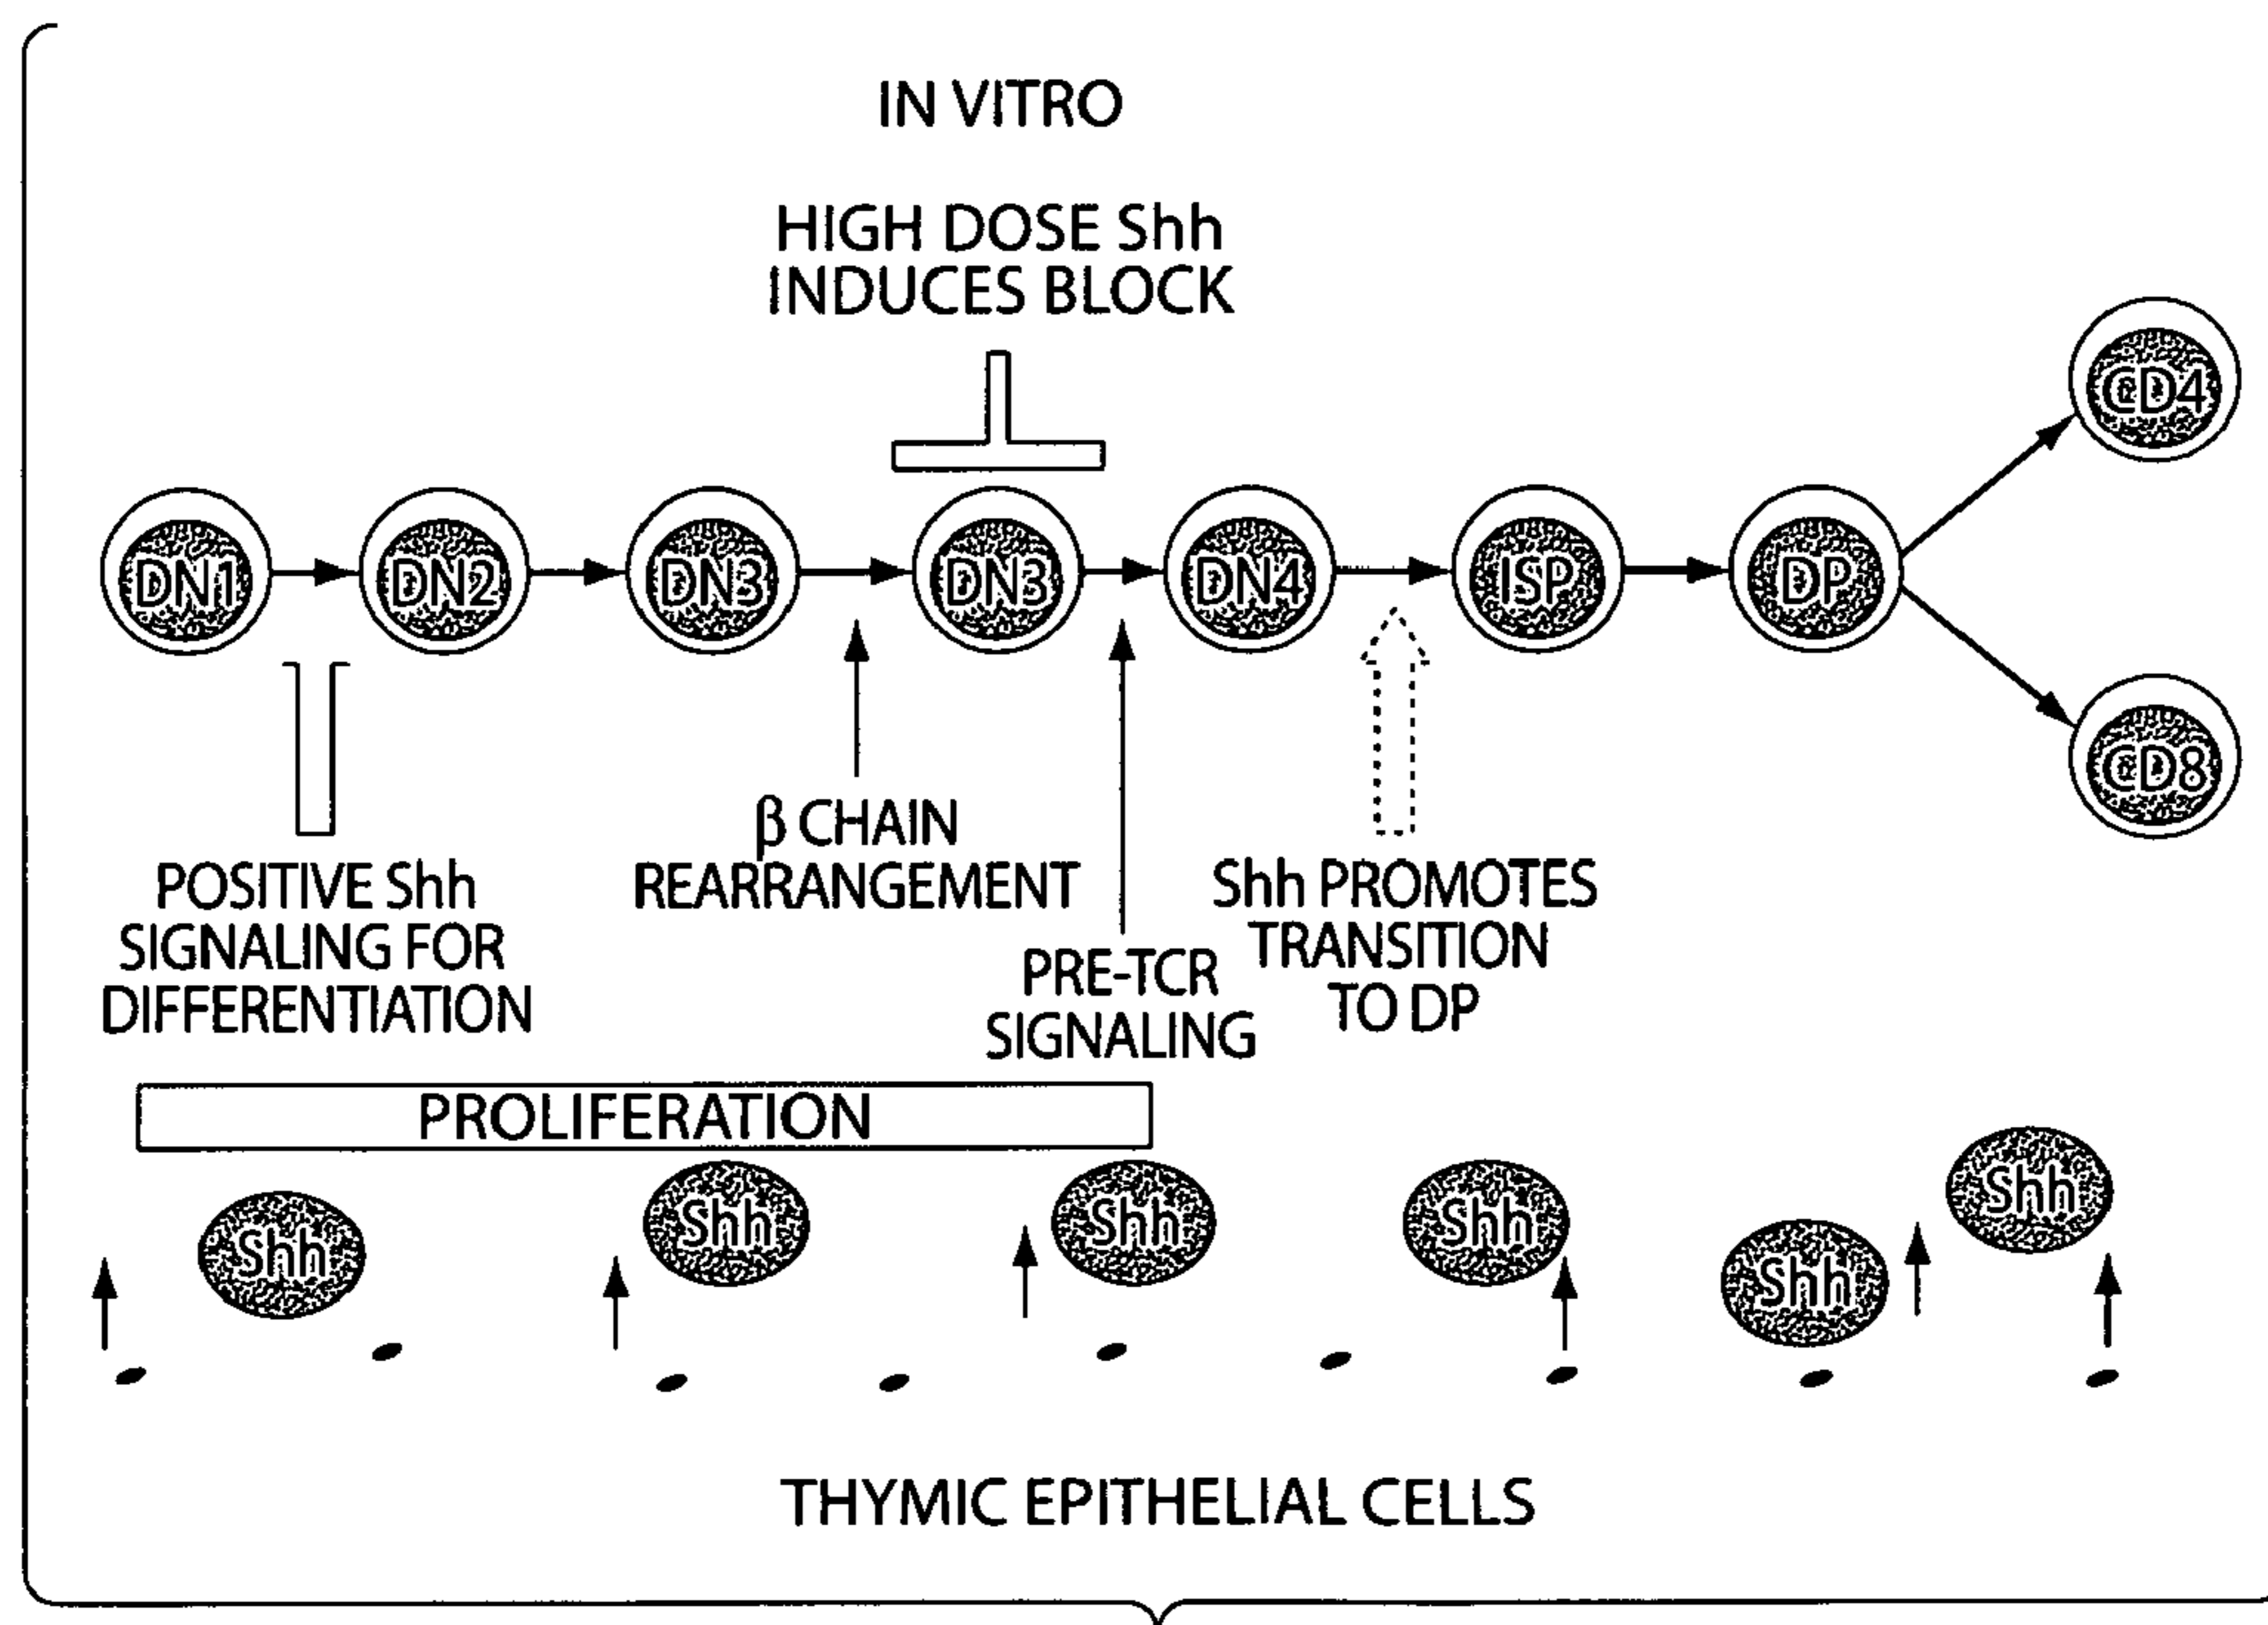 IN VITRO
HIGH DOSE Shh
INDUCES BLOCK
CD4
DN1 DN2 DN3 DN3 DN4 ISP DP
CD8
β CHAIN
REARRANGEMENT
POSITIVE Shh
SIGNALING FOR
DIFFERENTIATION
PRE-TCR
SIGNALING
Shh PROMOTES
TRANSITION
TO DP
PROLIFERATION
Shh Shh Shh Shh Shh Shh
THYMIC EPITHELIAL CELLS